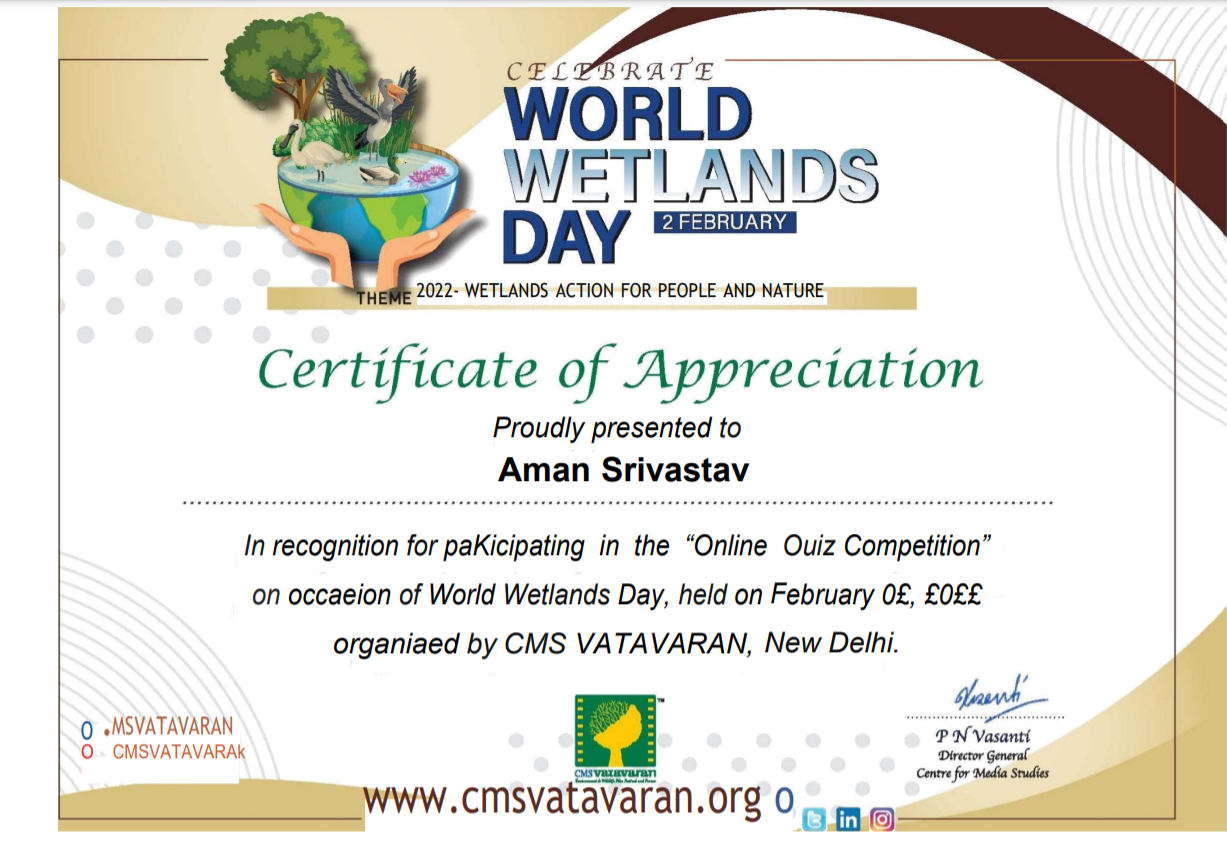 CELEBRATE
WORLD
WETLANDS
DAY 2 FEBRUARY
THEME 2022- WETLANDS ACTION FOR PEOPLE AND NATURE
Certificate of Appreciation
Proudly presented to
Aman Srivastav
In recognition for paKicipating in the “Online Ouiz Competition”
on occaeion of World Wetlands Day, held on February 0£, £0££
organiaed by CMS VATAVARAN, New Delhi.
O .MSVATAVARAN
O CMSVATAVARAk
TM
CMS VATAVARAN
Vasanti
P N Vasanti
Director General
Centre for Media Studies
www.cmsvatavaran.org O
in